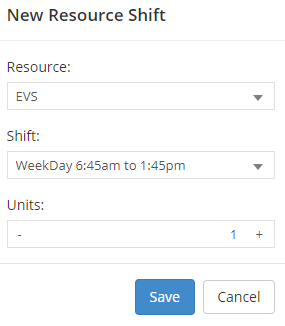 New Resource Shift
Resource:
EVS
Shift:
WeekDay 6:45am to 1:45pm
Units:
- 1 +
Save Cancel